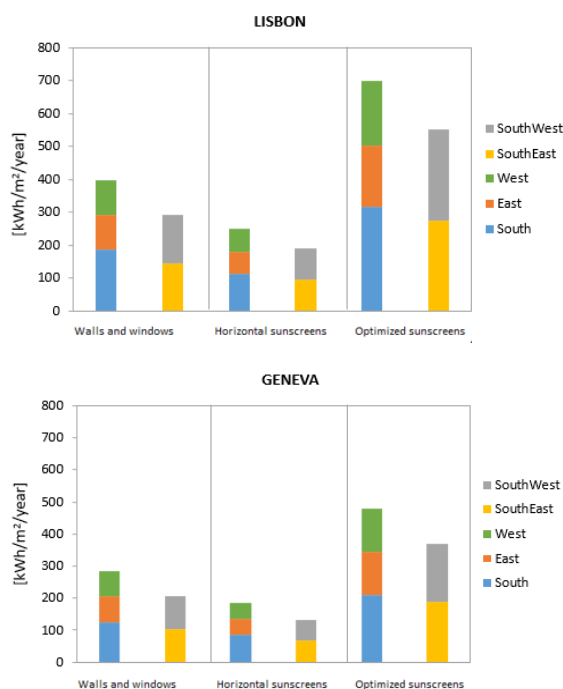 LISBON
800
700
600
500
400
300
200
100
0
[kWh/m²/year]
Walls and windows
Horizontal sunscreens
Optimized sunscreens
SouthWest
SouthEast
West
East
South
GENEVA
800
700
600
500
400
300
200
100
0
[kWh/m²/year]
Walls and windows
Horizontal sunscreens
Optimized sunscreens
SouthWest
SouthEast
West
East
South